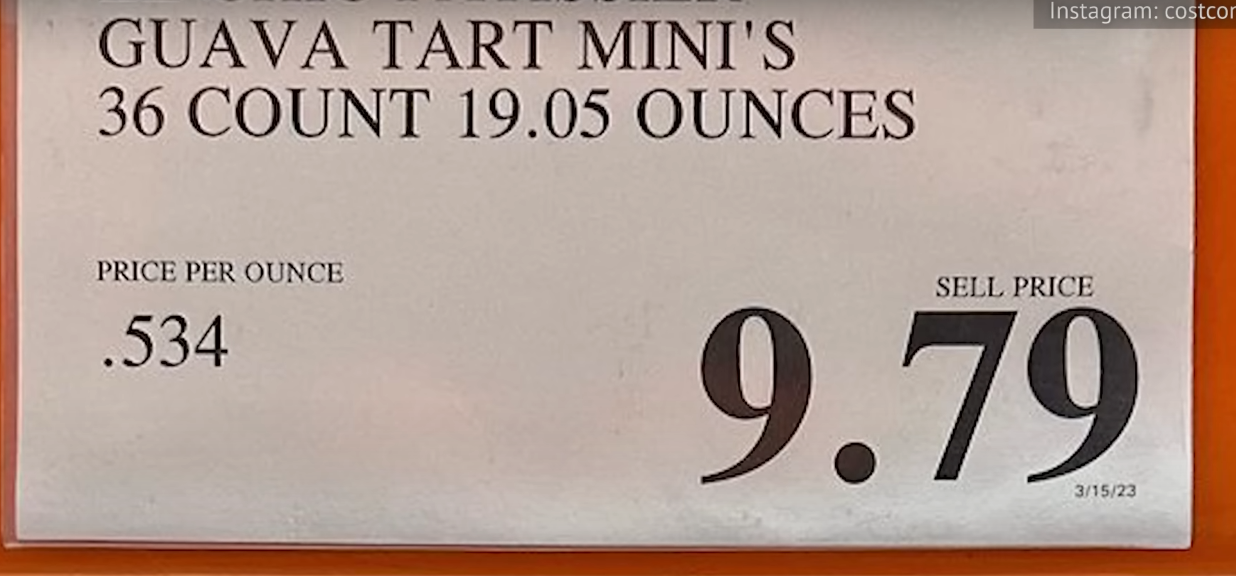 Instagram: costcor
GUAVA TART MINI'S
36 COUNT 19.05 OUNCES
PRICE PER OUNCE
.534
SELL PRICE
9.79
3/15/23